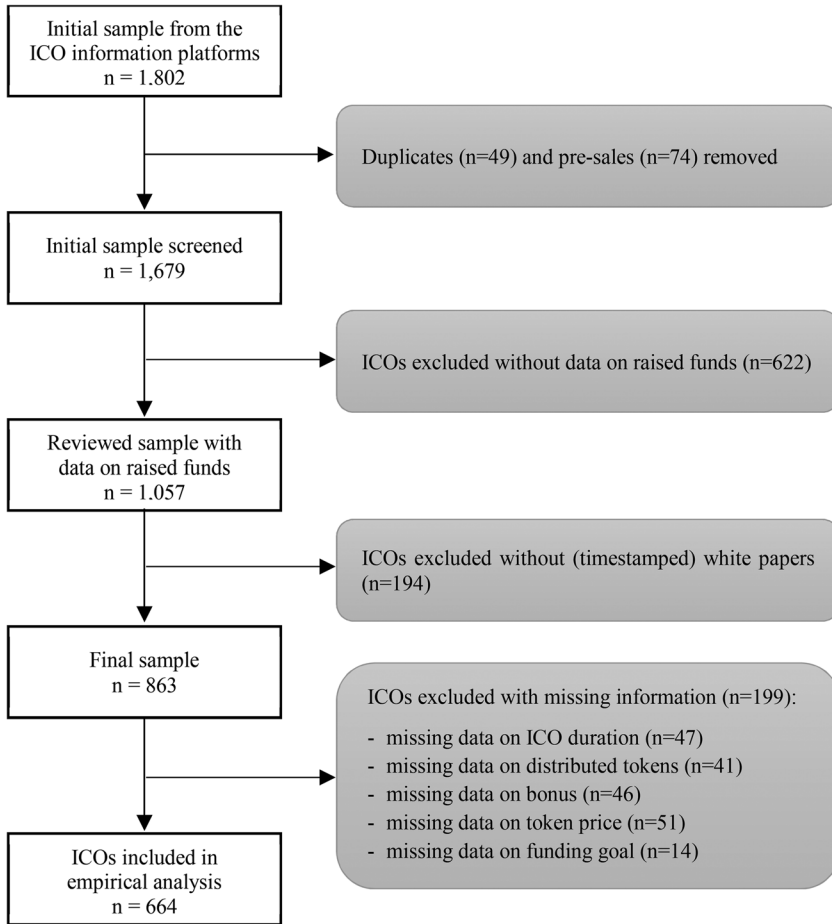 Initial sample from the
ICO information platforms
n = 1,802
Duplicates (n=49) and pre-sales (n=74) removed
Initial sample screened
n = 1,679
ICOs excluded without data on raised funds (n=622)
Reviewed sample with
data on raised funds
n = 1,057
ICOs excluded without (timestamped) white papers
(n=194)
Final sample
n = 863
ICOs excluded with missing information (n=199):
- missing data on ICO duration (n=47)
- missing data on distributed tokens (n=41)
- missing data on bonus (n=46)
- missing data on token price (n=51)
- missing data on funding goal (n=14)
ICOs included in
empirical analysis
n = 664